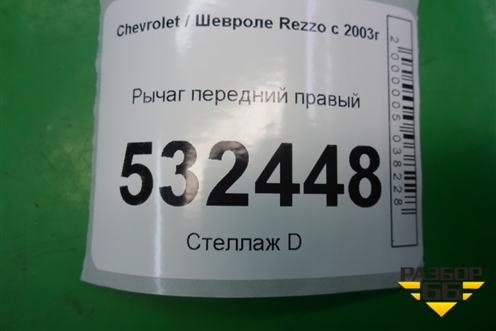 Chevrolet / Шевроле Rezzo с 2003г
Рычаг передний правый
532448
Стеллаж D
2000005038228
РАЗБОР
66